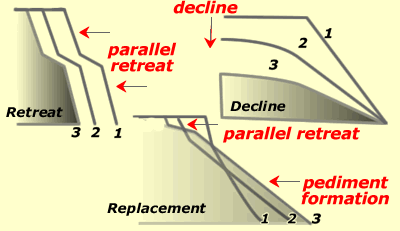 decline
parallel
retreat
1
2
3
Retreat
3 2 1
Decline
parallel retreat
pediment
formation
Replacement
1 2 3